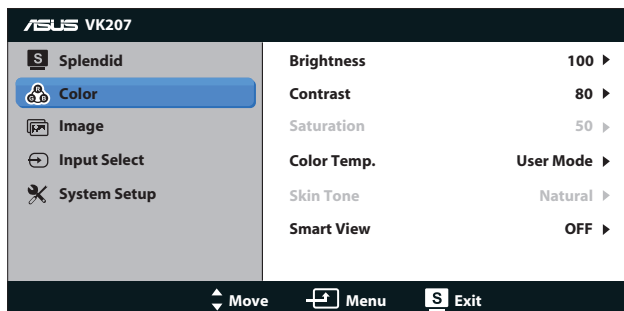 ASUS VK207
S Splendid
Color
Image
Input Select
System Setup
Brightness 100
Contrast 80
Saturation 50
Color Temp. User Mode
Skin Tone Natural
Smart View OFF
Move Menu S Exit